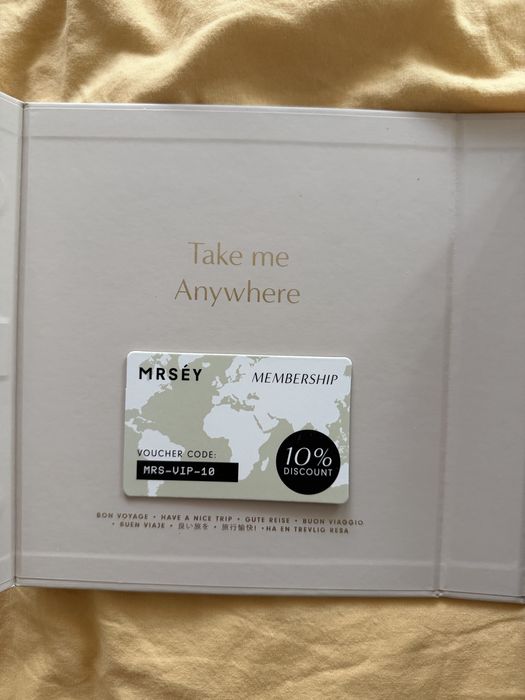 Take me
Anywhere
MRSÉY
MEMBERSHIP
VOUCHER CODE:
MRS-VIP-10
10%
DISCOUNT
BON VOYAGE • HAVE A NICE TRIP • GUTE REISE • BUON VIAGGIO
• BUEN VIAJE • 良い旅を • 旅行愉快! •HA EN TREVLIG RESA